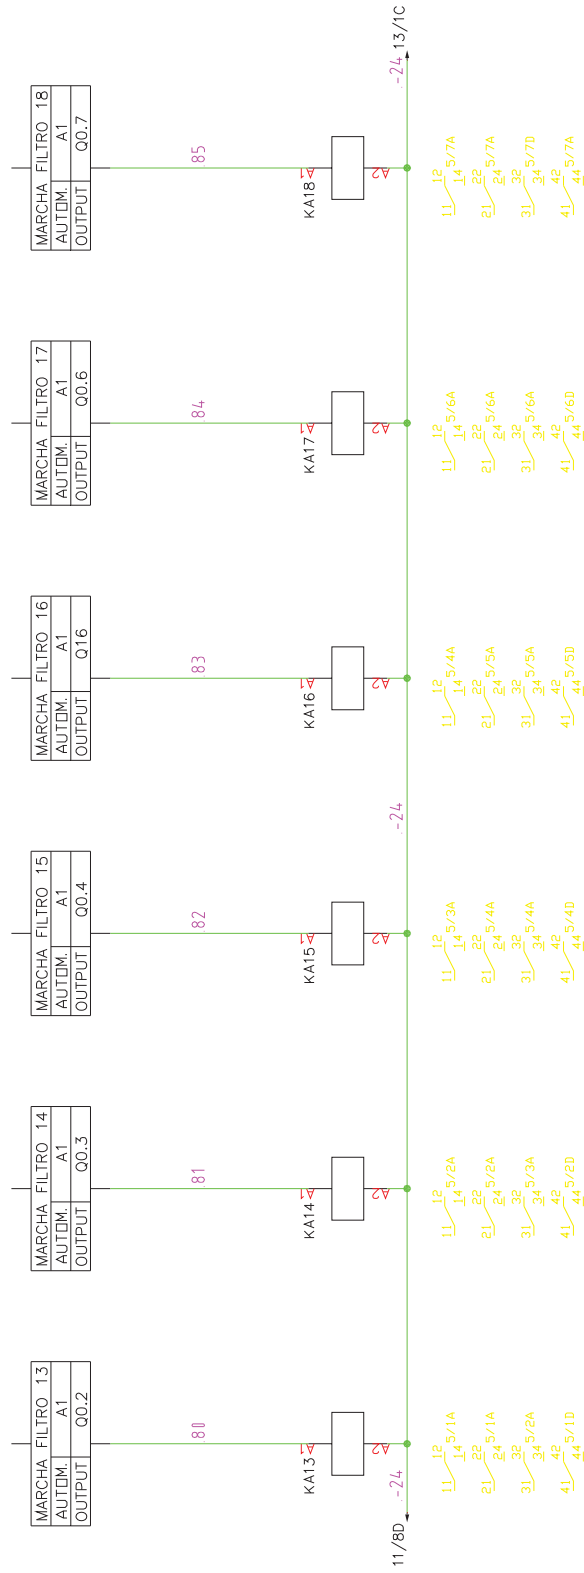 MARCHA FILTRO 13
AUTOM. A1
OUTPUT Q0.2
MARCHA FILTRO 14
AUTOM. A1
OUTPUT Q0.3
MARCHA FILTRO 15
AUTOM. A1
OUTPUT Q0.4
MARCHA FILTRO 16
AUTOM. A1
OUTPUT Q16
MARCHA FILTRO 17
AUTOM. A1
OUTPUT Q0.6
MARCHA FILTRO 18
AUTOM. A1
OUTPUT Q0.7
80
81
82
83
84
85
KA13 A1
A2
KA14 A1
A2
KA15 A1
A2
KA16 A1
A2
KA17 A1
A2
KA18 A1
A2
11/8D
-24
-24
-24
13/1C
11 12 14 5/1A
21 22 24 5/1A
31 32 34 5/2A
41 42 44 5/1D
11 12 14 5/2A
21 22 24 5/2A
31 32 34 5/3A
41 42 44 5/2D
11 12 14 5/3A
21 22 24 5/4A
31 32 34 5/4A
41 42 44 5/4D
11 12 14 5/4A
21 22 24 5/5A
31 32 34 5/5A
41 42 44 5/5D
11 12 14 5/6A
21 22 24 5/6A
31 32 34 5/6A
41 42 44 5/6D
11 12 14 5/7A
21 22 24 5/7A
31 32 34 5/7D
41 42 44 5/7A